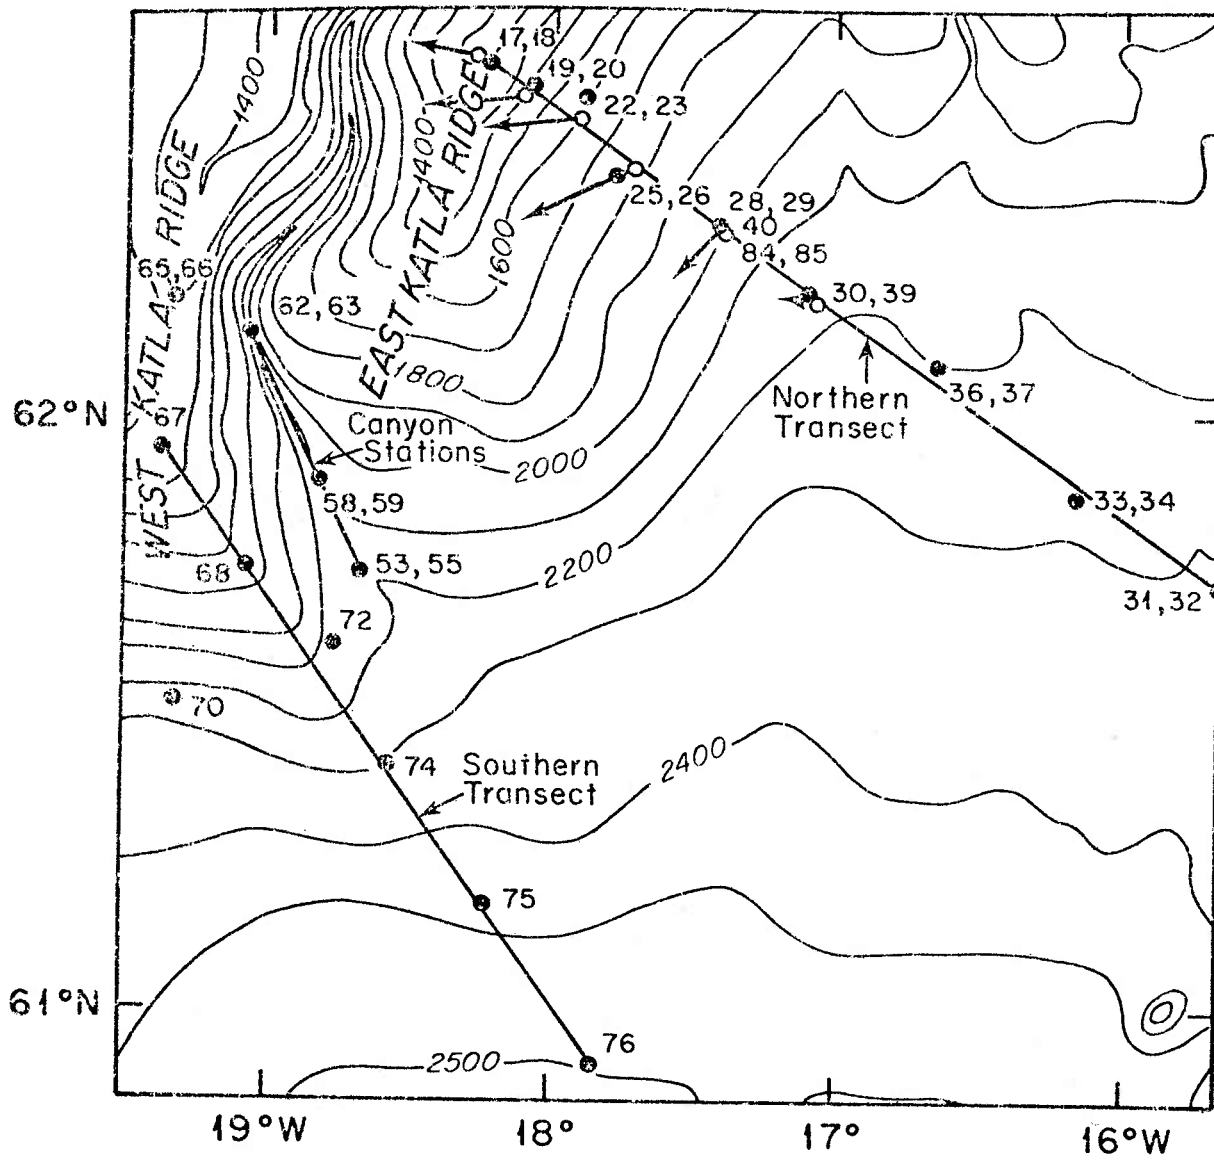 17,18
19, 20
22, 23
1400
1400
WEST KATLA RIDGE
EAST KATLA RIDGE
25,26
28, 29
40
84, 85
1600
65,66
62, 63
30, 39
1800
36, 37
Northern
Transect
62°N
67
Canyon
Stations
2000
58,59
33,34
68
53, 55
2200
31,32
72
70
74
Southern
Transect
2400
75
61°N
76
2500
19°W
18°
17°
16°W